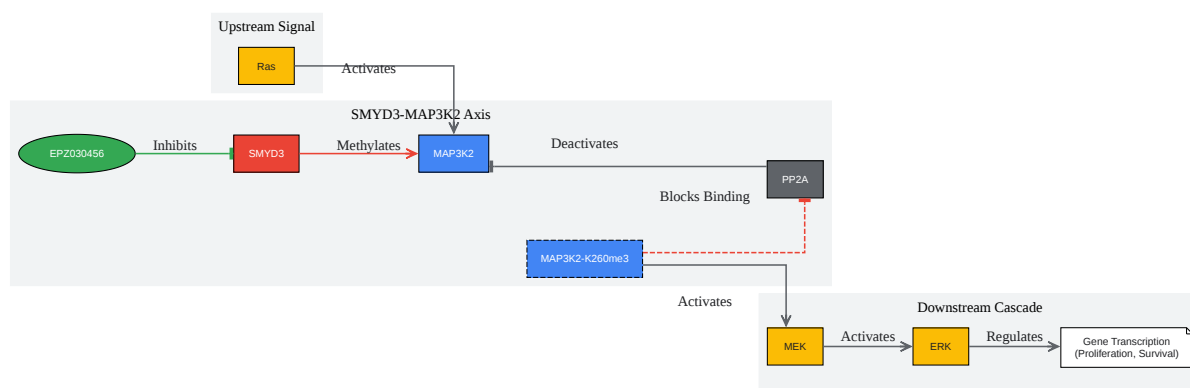 Upstream Signal
Ras
Activates
SMYD3-MAP3K2 Axis
EPZ030456
Inhibits
SMYD3
Methylates
MAP3K2
Deactivates
PP2A
Blocks Binding
MAP3K2-K260me3
Activates
Downstream Cascade
MEK
Activates
ERK
Regulates
Gene Transcription
(Proliferation, Survival)